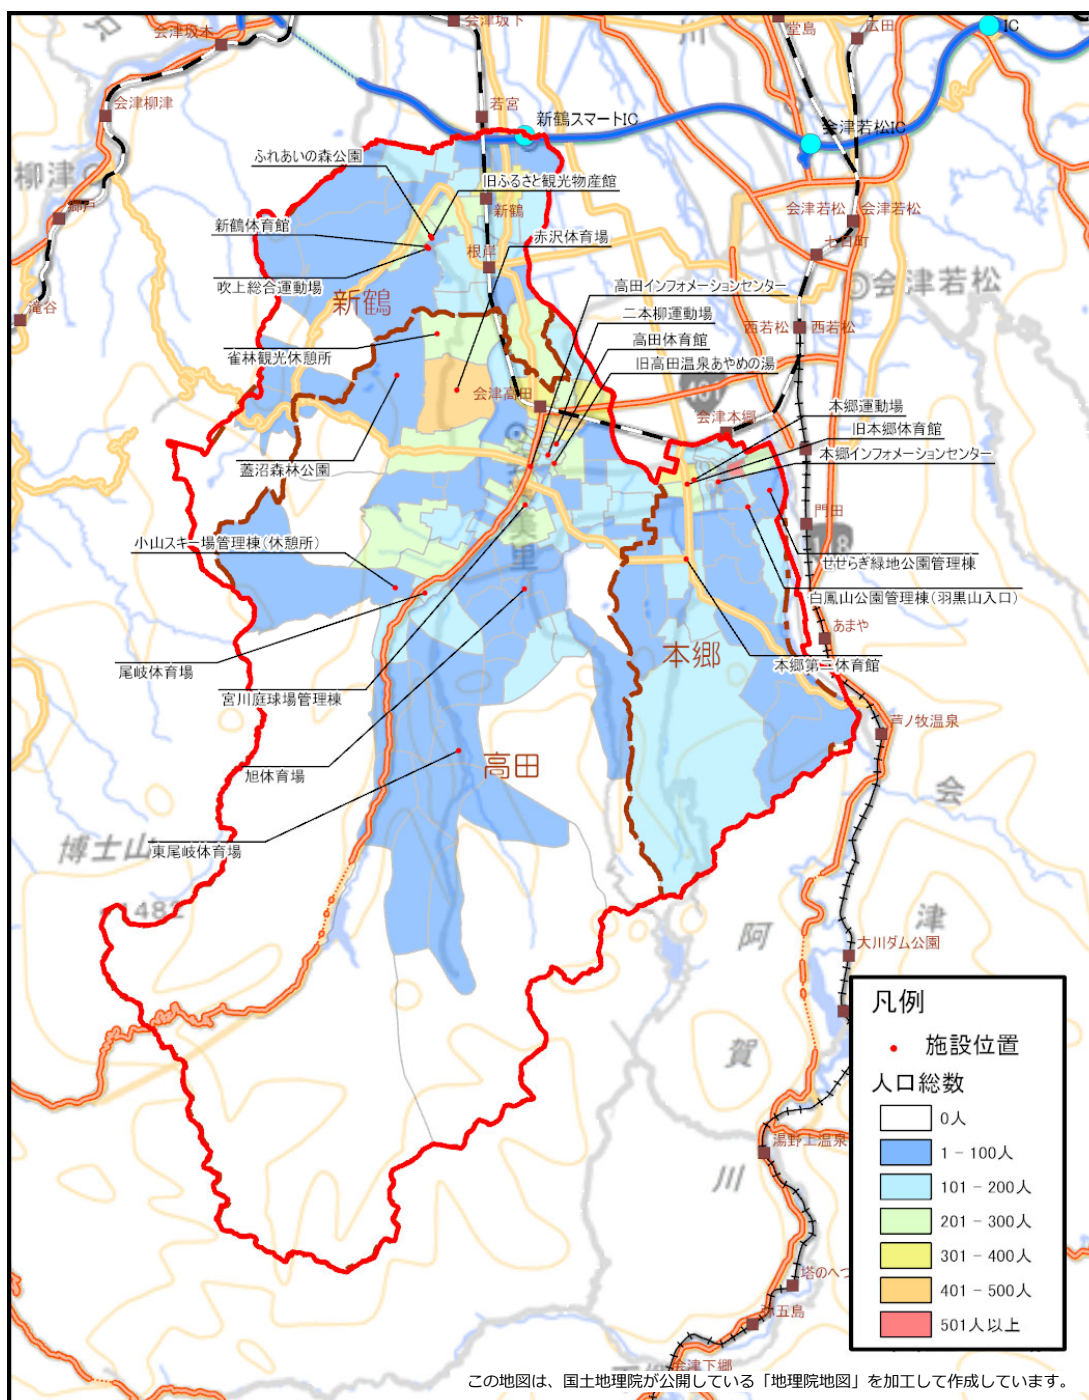 会津坂下
会津坂本
堂島
広田
IC
川
会津柳津
若宮
新鶴スマートIC
会津若松IC
ふれあいの森公園
旧ふるさと観光物産館
柳津
郷戸
新鶴
会津若松
会津若松
新鶴体育館
赤沢体育場
七日町
根岸
吹上総合運動場
高田インフォメーションセンター
会津若松
新鶴
二本柳運動場
滝谷
西若松
西若松
高田体育館
雀林観光休憩所
旧高田温泉あやめの湯
会津高田
401
本郷運動場
会津本郷
旧本郷体育館
本郷インフォメーションセンター
蓋沼森林公園
門田
118
美里
小山スキー場管理棟(休憩所)
せせらぎ緑地公園管理棟
白鳳山公園管理棟(羽黒山入口)
あまや
本郷
尾岐体育場
本郷第二体育館
宮川庭球場管理棟
芦ノ牧温泉
高田
旭体育場
会
博士山
東尾岐体育場
1482
津
阿
大川ダム公園
凡例
施設位置
賀
人口総数
0人
湯野上温泉
1 - 100人
川
101 - 200人
201 - 300人
301 - 400人
塔のへつ
401 - 500人
弥五島
501人以上
会津下郷
この地図は、国土地理院が公開している「地理院地図」を加工して作成しています。